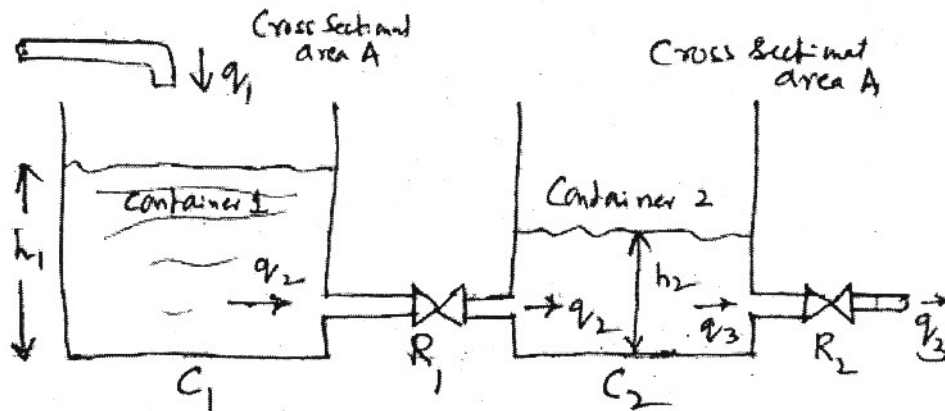 Cross Sectional
area A
Cross Sectional
area A
q1
Container 1
Container 2
h1
q2
h2
q2
q3
q3
R1
R2
C1
C2